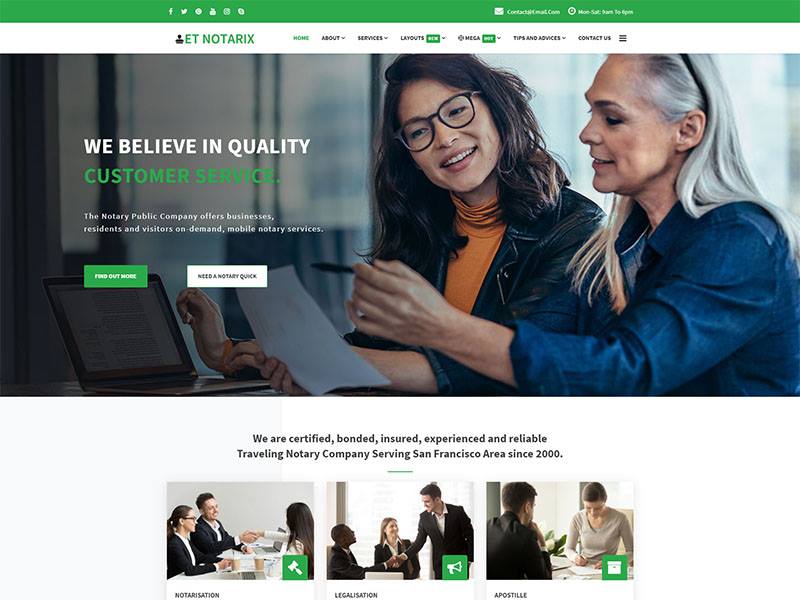 Contact@Email.Com Mon-Sat: 9am To 6pm
ET NOTARIX
HOME ABOUT SERVICES LAYOUTS NEW MEGA HOT TIPS AND ADVICES CONTACT US
WE BELIEVE IN QUALITY
CUSTOMER SERVICE.
The Notary Public Company offers businesses,
residents and visitors on-demand, mobile notary services.
FIND OUT MORE NEED A NOTARY QUICK
We are certified, bonded, insured, experienced and reliable
Traveling Notary Company Serving San Francisco Area since 2000.
NOTARISATION LEGALISATION APOSTILLE